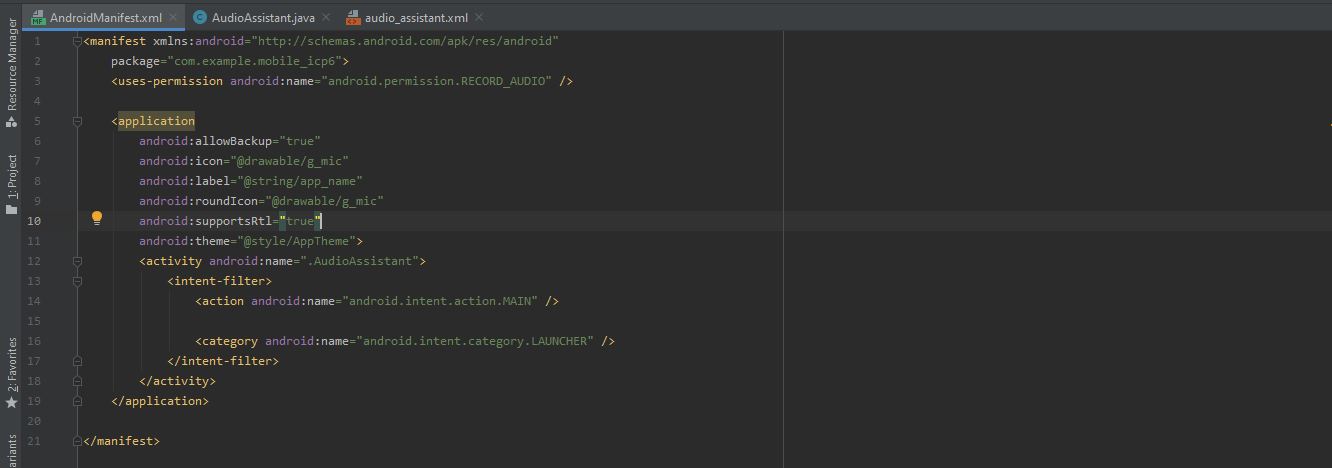 AndroidManifest.xml
AudioAssistant.java
audio_assistant.xml
Resource Manager
1: Project
2: Favorites
ariants
1 <manifest xmlns:android="http://schemas.android.com/apk/res/android"
2 package="com.example.mobile_icp6">
3 <uses-permission android:name="android.permission.RECORD_AUDIO" />
4
5 <application
6 android:allowBackup="true"
7 android:icon="@drawable/g_mic"
8 android:label="@string/app_name"
9 android:roundIcon="@drawable/g_mic"
10 android:supportsRtl="true"
11 android:theme="@style/AppTheme">
12 <activity android:name=".AudioAssistant">
13 <intent-filter>
14 <action android:name="android.intent.action.MAIN" />
15
16 <category android:name="android.intent.category.LAUNCHER" />
17 </intent-filter>
18 </activity>
19 </application>
20
21 </manifest>